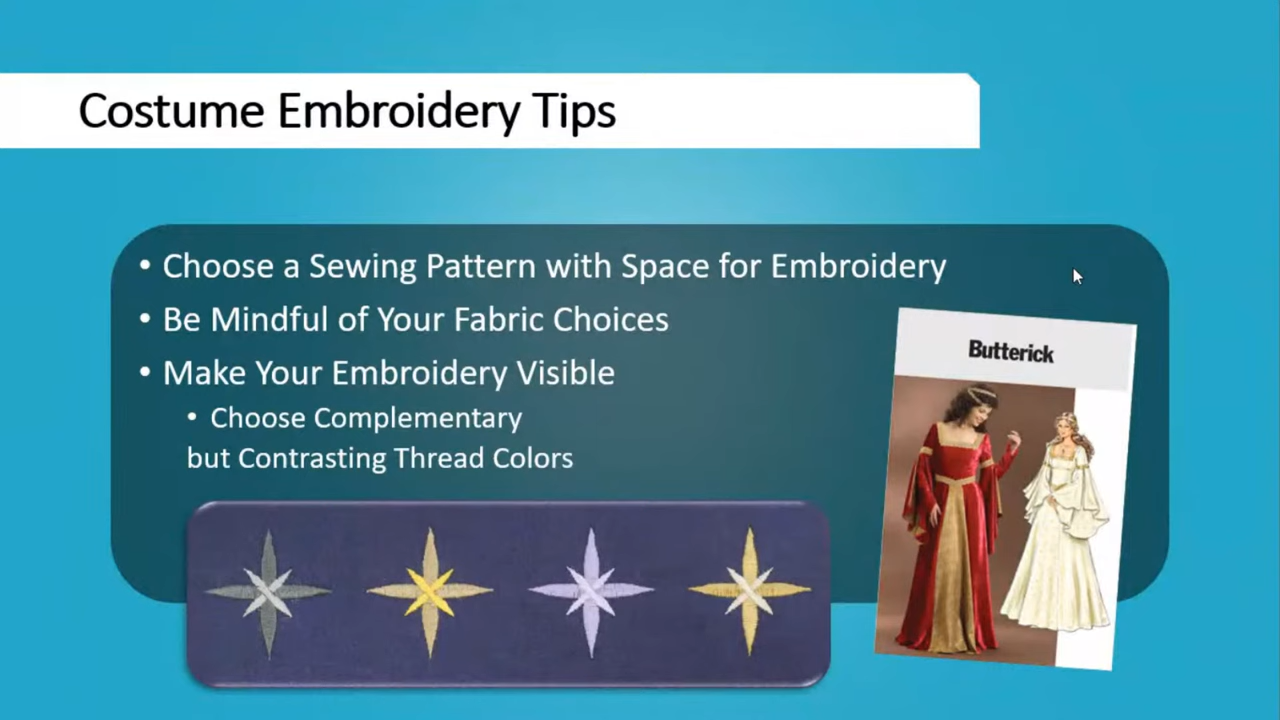 Costume Embroidery Tips
• Choose a Sewing Pattern with Space for Embroidery
• Be Mindful of Your Fabric Choices
• Make Your Embroidery Visible
• Choose Complementary
but Contrasting Thread Colors
Butterick